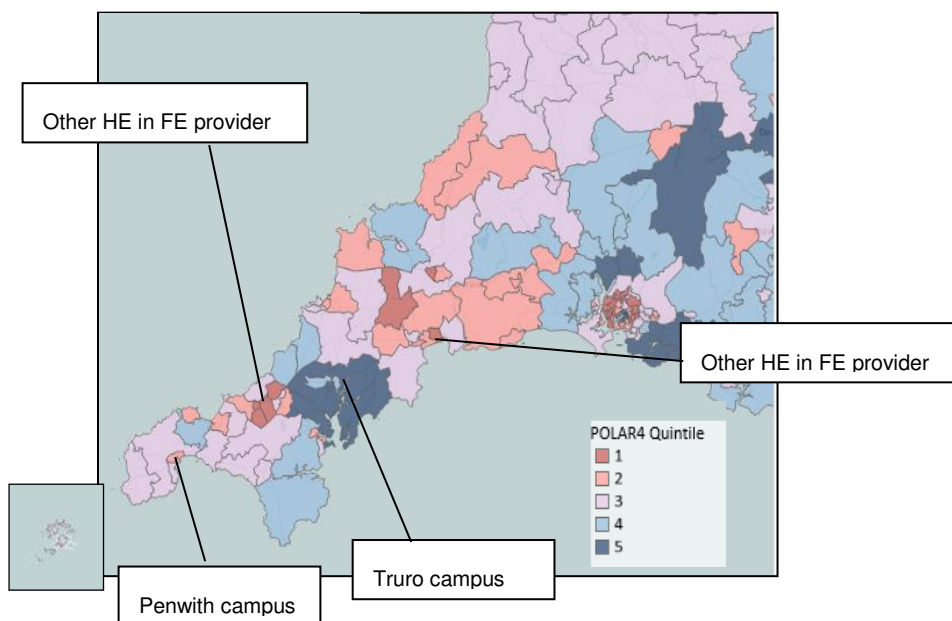 Other HE in FE provider
Other HE in FE provider
POLAR4 Quintile
1
2
3
4
5
Truro campus
Penwith campus